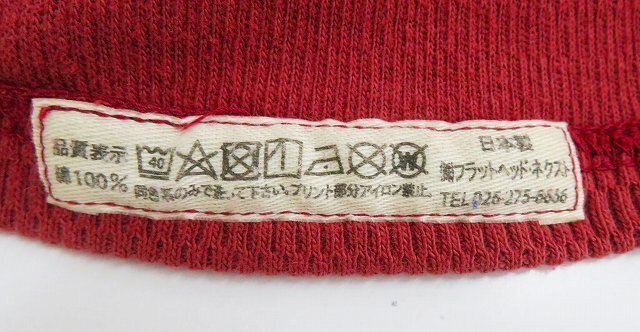 品質表示
綿100%
40
W
同色系のみで洗って下さい。プリント部分アイロン禁止。
日本製
㈱フラットヘッド・ネクスト
TEL 026-275-6636